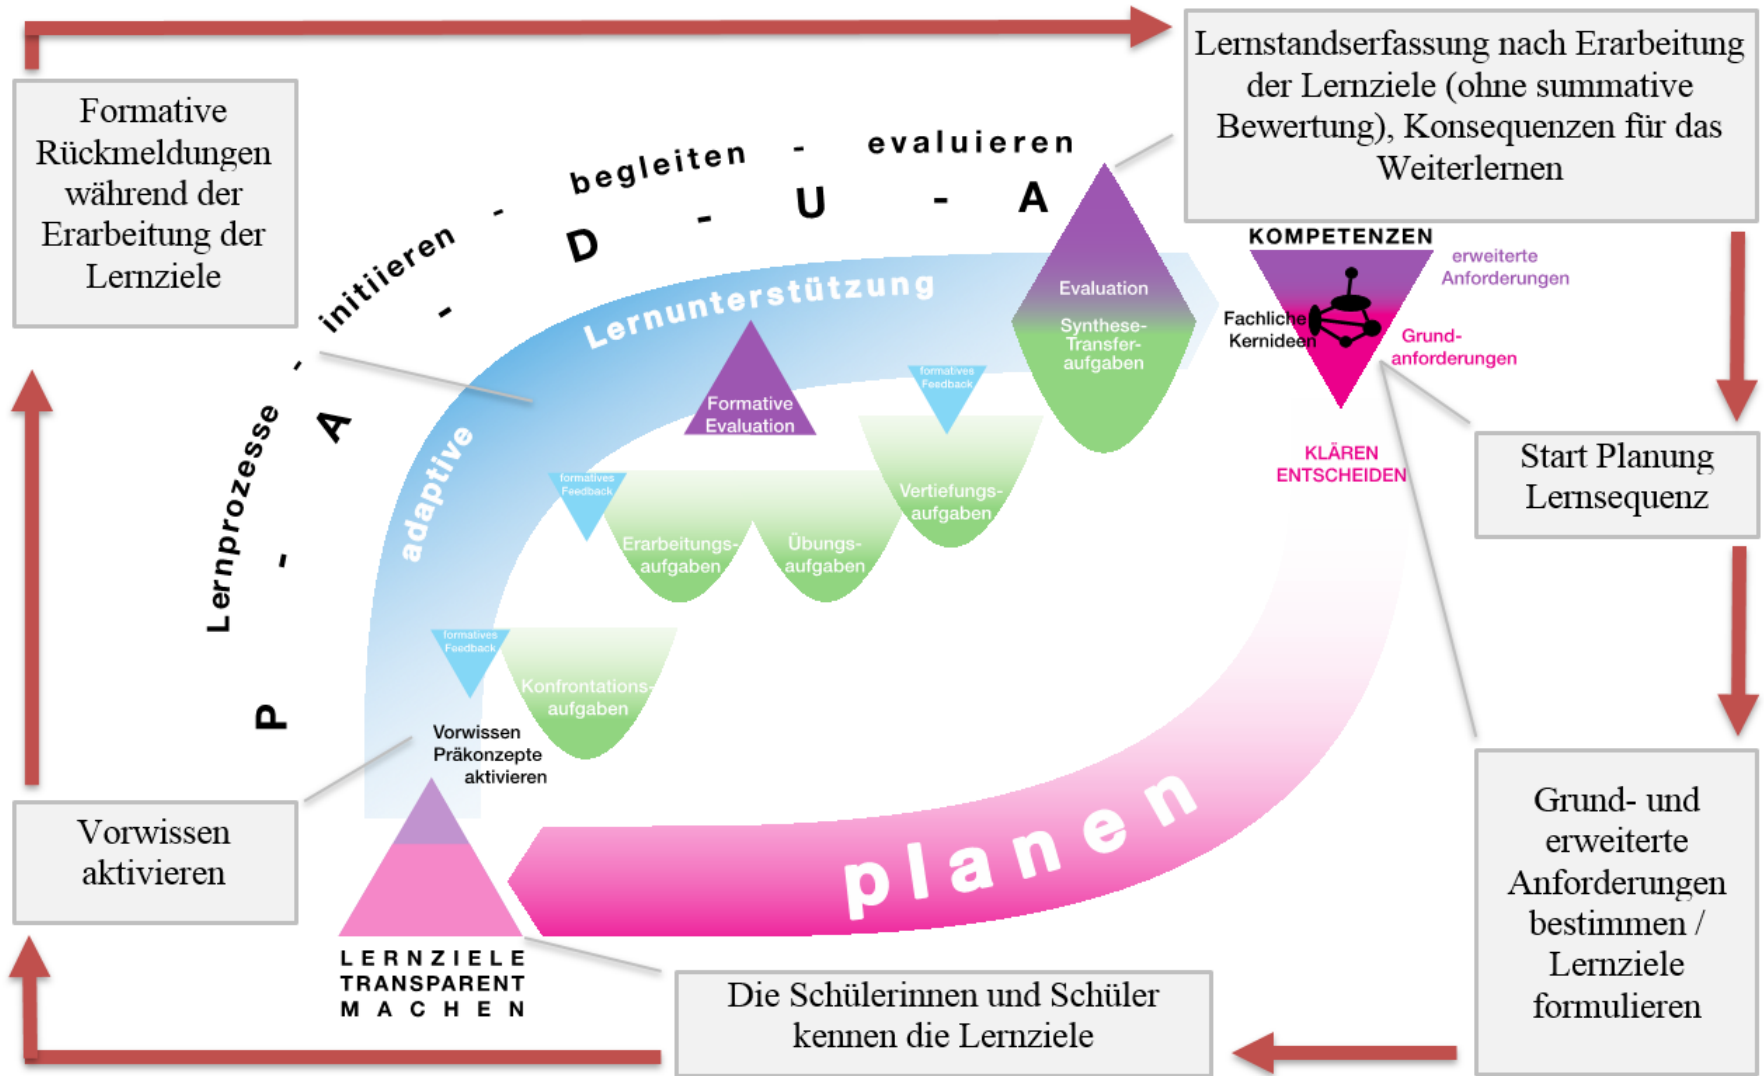 Formative
Rückmeldungen
während der
Erarbeitung der
Lernziele
Lernstandserfassung nach Erarbeitung
der Lernziele (ohne summative
Bewertung), Konsequenzen für das
Weiterlernen
Lernprozesse - initiieren - begleiten - evaluieren
P - A - D - U - A
adaptive Lernunterstützung
KOMPETENZEN
erweiterte
Anforderungen
Fachliche
Kernideen
Grund-
anforderungen
KLÄREN
ENTSCHEIDEN
Evaluation
Synthese-
Transfer-
aufgaben
formatives
Feedback
Formative
Evaluation
Vertiefungs-
aufgaben
formatives
Feedback
Erarbeitungs-
aufgaben
Übungs-
aufgaben
formatives
Feedback
Konfrontations-
aufgaben
Vorwissen
Präkonzepte
aktivieren
Start Planung
Lernsequenz
Vorwissen
aktivieren
planen
Grund- und
erweiterte
Anforderungen
bestimmen /
Lernziele
formulieren
LERNZIELE
TRANSPARENT
MACHEN
Die Schülerinnen und Schüler
kennen die Lernziele